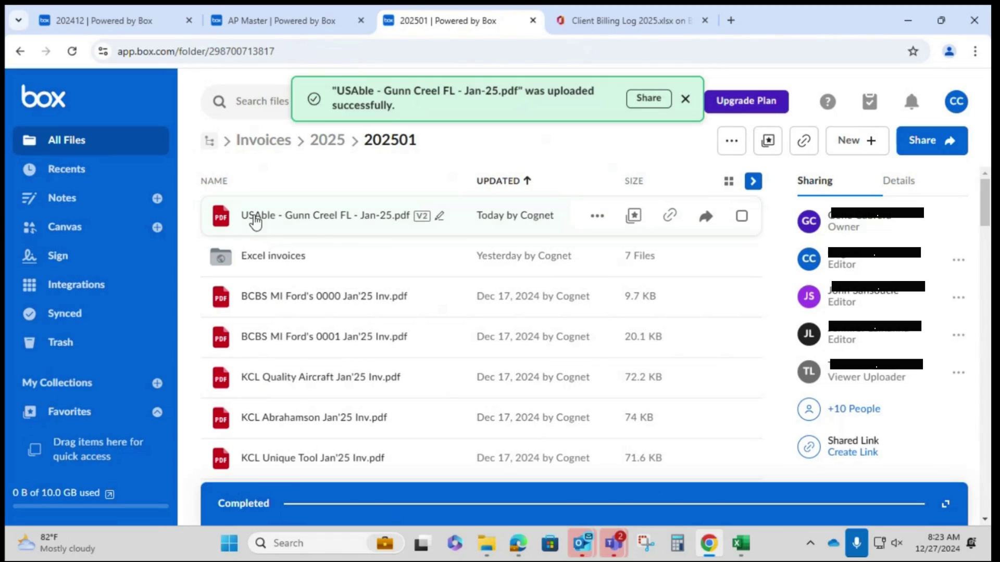 202412 | Powered by Box
AP Master | Powered by Box
202501 | Powered by Box
Client Billing Log 2025.xlsx on B
app.box.com/folder/298700713817
box
Search files
"USAble - Gunn Creel FL - Jan-25.pdf" was uploaded
successfully.
Share
Upgrade Plan
CC
Invoices > 2025 > 202501
New
Share
All Files
Recents
Notes
Canvas
Sign
Integrations
Synced
Trash
My Collections
Favorites
Drag items here for
quick access
0 B of 10.0 GB used
NAME UPDATED SIZE
PDF USAble - Gunn Creel FL - Jan-25.pdf V2 Today by Cognet
Excel invoices Yesterday by Cognet 7 Files
PDF BCBS MI Ford's 0000 Jan'25 Inv.pdf Dec 17, 2024 by Cognet 9.7 KB
PDF BCBS MI Ford's 0001 Jan'25 Inv.pdf Dec 17, 2024 by Cognet 20.1 KB
PDF KCL Quality Aircraft Jan'25 Inv.pdf Dec 17, 2024 by Cognet 72.2 KB
PDF KCL Abrahamson Jan'25 Inv.pdf Dec 17, 2024 by Cognet 74 KB
PDF KCL Unique Tool Jan'25 Inv.pdf Dec 17, 2024 by Cognet 71.6 KB
Sharing Details
GC
Owner
CC
Editor
JS
Editor
JL
Editor
TL
Viewer Uploader
+10 People
Shared Link
Create Link
Completed
82°F
Mostly cloudy
Search
2
8:23 AM
12/27/2024